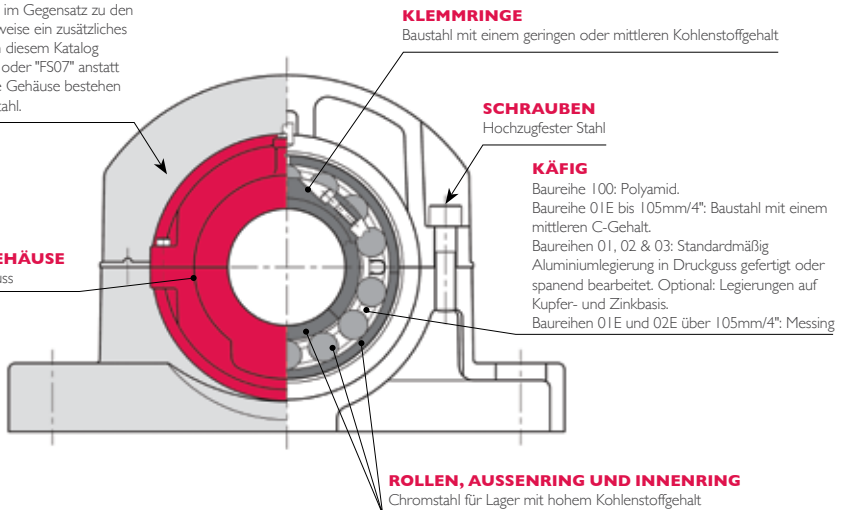 im Gegensatz zu den
weise ein zusätzliches
diesem Katalog
oder "FS07" anstatt
Gehäuse bestehen
KLEMMRINGE
Baustahl mit einem geringen oder mittleren Kohlenstoffgehalt
SCHRAUBEN
Hochzugfester Stahl
KÄFIG
Baureihe 100: Polyamid.
Baureihe 01E bis 105mm/4": Baustahl mit einem
mittleren C-Gehalt.
Baureihen 01, 02 & 03: Standardmäßig
Aluminiumlegierung in Druckguss gefertigt oder
spanend bearbeitet. Optional: Legierungen auf
Kupfer- und Zinkbasis.
Baureihen 01E und 02E über 105mm/4": Messing
EHÄUSE
uss
ROLLEN, AUSSENRING UND INNENRING
Chromstahl für Lager mit hohem Kohlenstoffgehalt